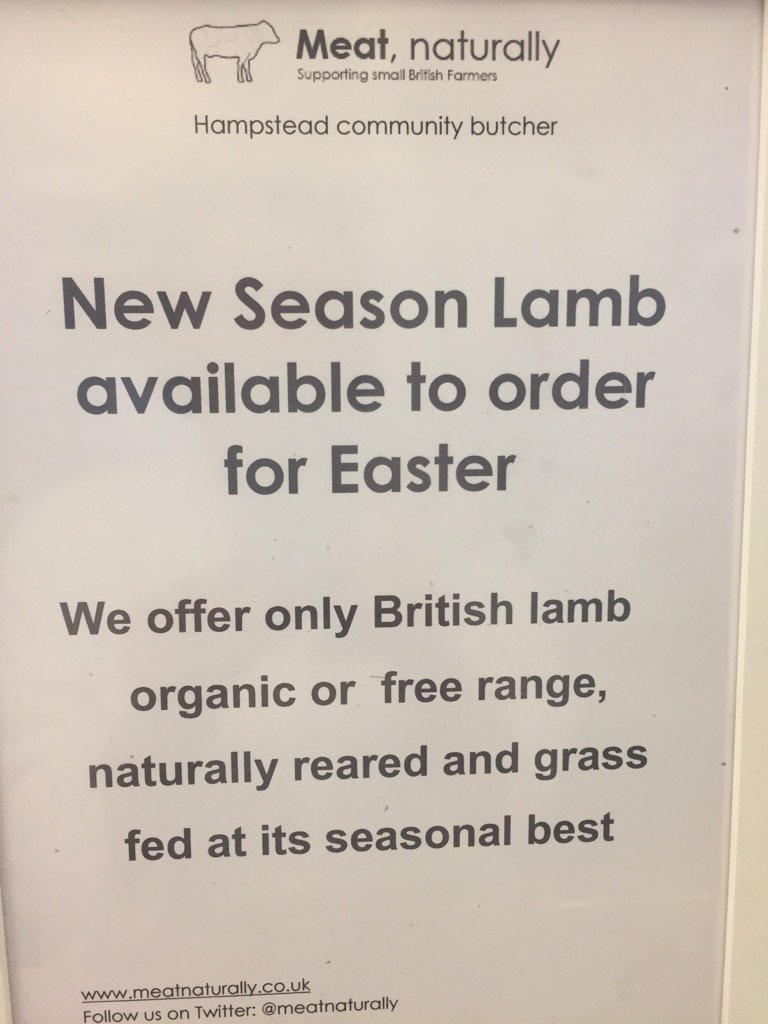 Meat, naturally
Supporting small British Farmers
Hampstead community butcher
New Season Lamb
available to order
for Easter
We offer only British lamb
organic or free range,
naturally reared and grass
fed at its seasonal best
www.meatnaturally.co.uk
Follow us on Twitter: @meatnaturally